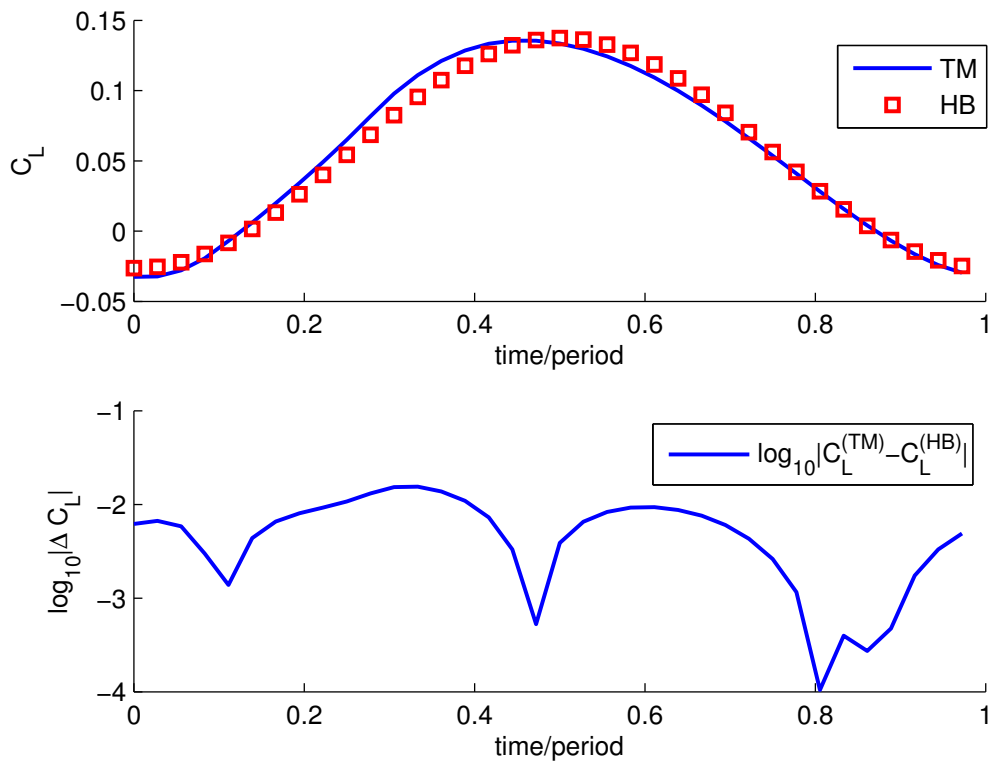 0.15
0.1
0.05
0
−0.05
C_L
TM
HB
0 0.2 0.4 0.6 0.8 1
time/period
−1
−2
−3
−4
log₁₀|Δ C_L|
log₁₀|C_L^(TM)−C_L^(HB)|
0 0.2 0.4 0.6 0.8 1
time/period